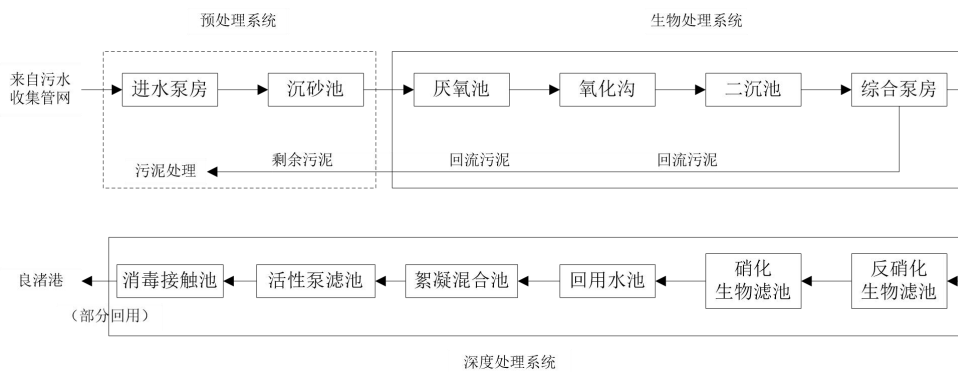 预处理系统
生物处理系统
来自污水
收集管网
进水泵房
沉砂池
厌氧池
氧化沟
二沉池
综合泵房
污泥处理
剩余污泥
回流污泥
回流污泥
良渚港
(部分回用)
消毒接触池
活性泵滤池
絮凝混合池
回用水池
硝化
生物滤池
反硝化
生物滤池
深度处理系统